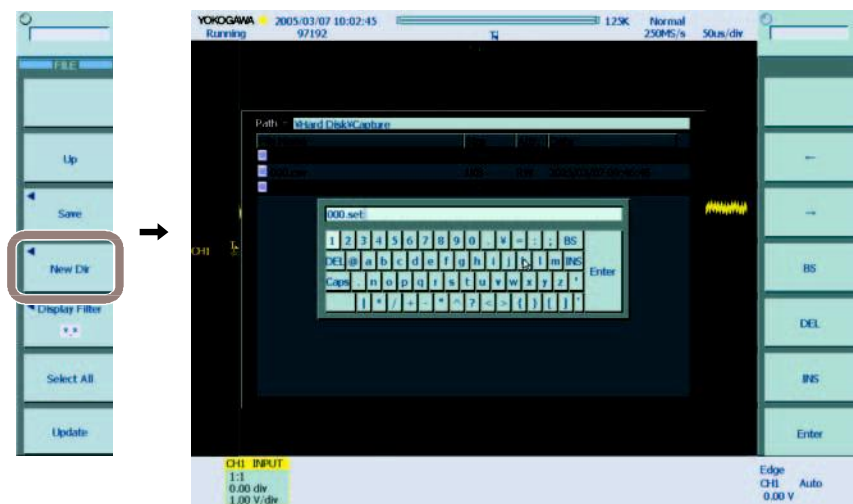 FILE
Up
Save
New Dir
Display Filter
*.*
Select All
Update
YOKOGAWA 2005/03/07 10:02:45 125K Normal
Running 97192 250MS/s 50us/div
Path = ¥Hard Disk¥Capture
000.set
1 2 3 4 5 6 7 8 9 0 . ¥ = : ; BS
DEL @ a b c d e f g h i j k l m INS
Caps . n o p q r s t u v w x y z '
! * / + - " ^ ? < > { } [ ] '
Enter
CH1
←
→
BS
DEL
INS
Enter
CH1 INPUT
1:1
0.00 div
1.00 V/div
Edge
CH1 Auto
0.00 V